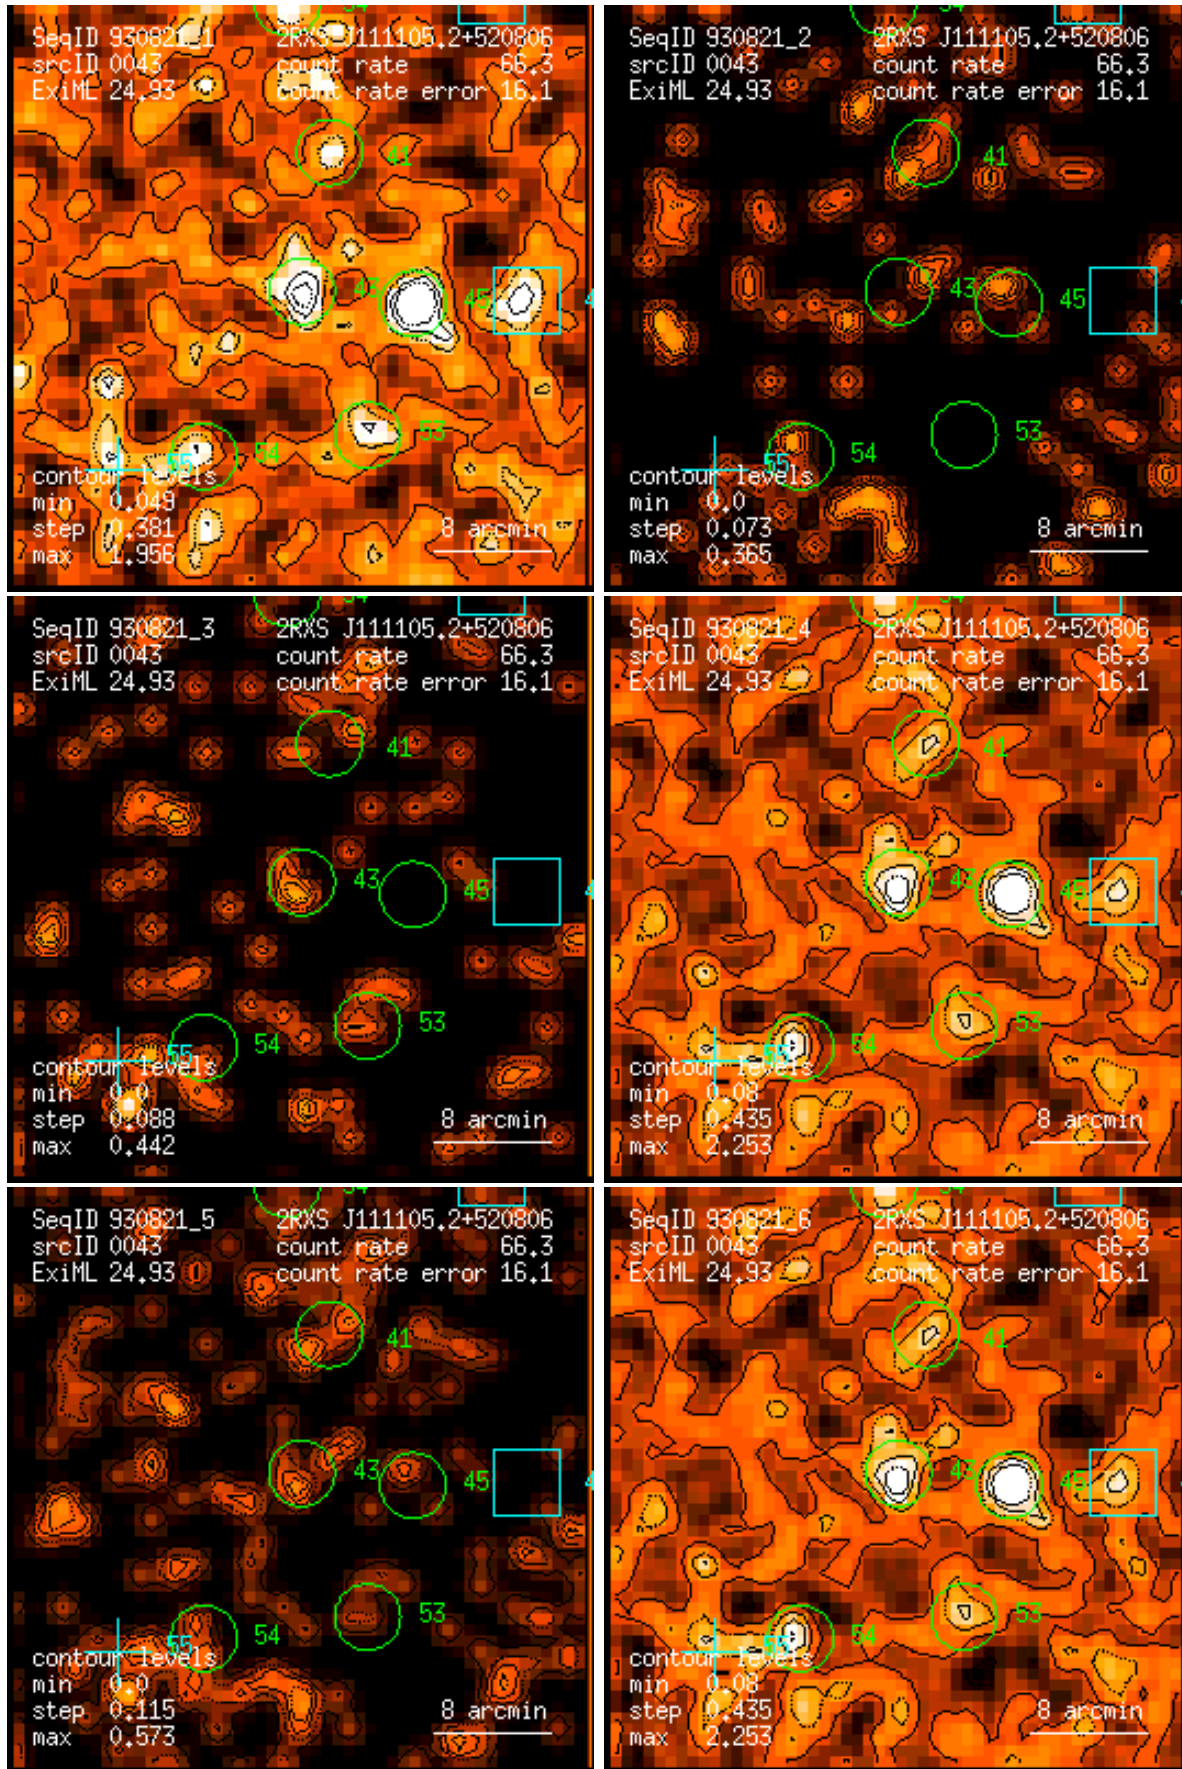 34
SeqID 930821_1 2RXS J111105.2+520806
srcID 0043 count rate 66.3
ExiML 24.93 count rate error 16.1
41
43
45
4
53
54
55
contour levels
min 0.049
step 0.381 8 arcmin
max 1.956
34
SeqID 930821_2 2RXS J111105.2+520806
srcID 0043 count rate 66.3
ExiML 24.93 count rate error 16.1
41
43
45
53
54
55
contour levels
min 0.0
step 0.073 8 arcmin
max 0.365
34
SeqID 930821_3 2RXS J111105.2+520806
srcID 0043 count rate 66.3
ExiML 24.93 count rate error 16.1
41
43
45
4
53
54
55
contour levels
min 0.0
step 0.088 8 arcmin
max 0.442
34
SeqID 930821_4 2RXS J111105.2+520806
srcID 0043 count rate 66.3
ExiML 24.93 count rate error 16.1
41
43
45
53
54
55
contour levels
min 0.08
step 0.435 8 arcmin
max 2.253
34
SeqID 930821_5 2RXS J111105.2+520806
srcID 0043 count rate 66.3
ExiML 24.93 count rate error 16.1
41
43
45
4
53
54
55
contour levels
min 0.0
step 0.115 8 arcmin
max 0.573
34
SeqID 930821_6 2RXS J111105.2+520806
srcID 0043 count rate 66.3
ExiML 24.93 count rate error 16.1
41
43
45
53
54
55
contour levels
min 0.08
step 0.435 8 arcmin
max 2.253